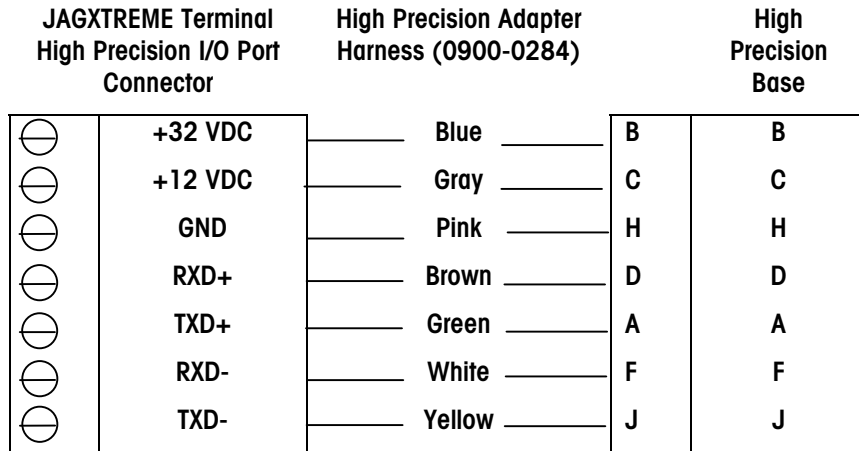 JAGXTREME Terminal High Precision Adapter High
High Precision I/O Port Harness (0900-0284) Precision
Connector Base
+32 VDC Blue B B
+12 VDC Gray C C
GND Pink H H
RXD+ Brown D D
TXD+ Green A A
RXD- White F F
TXD- Yellow J J